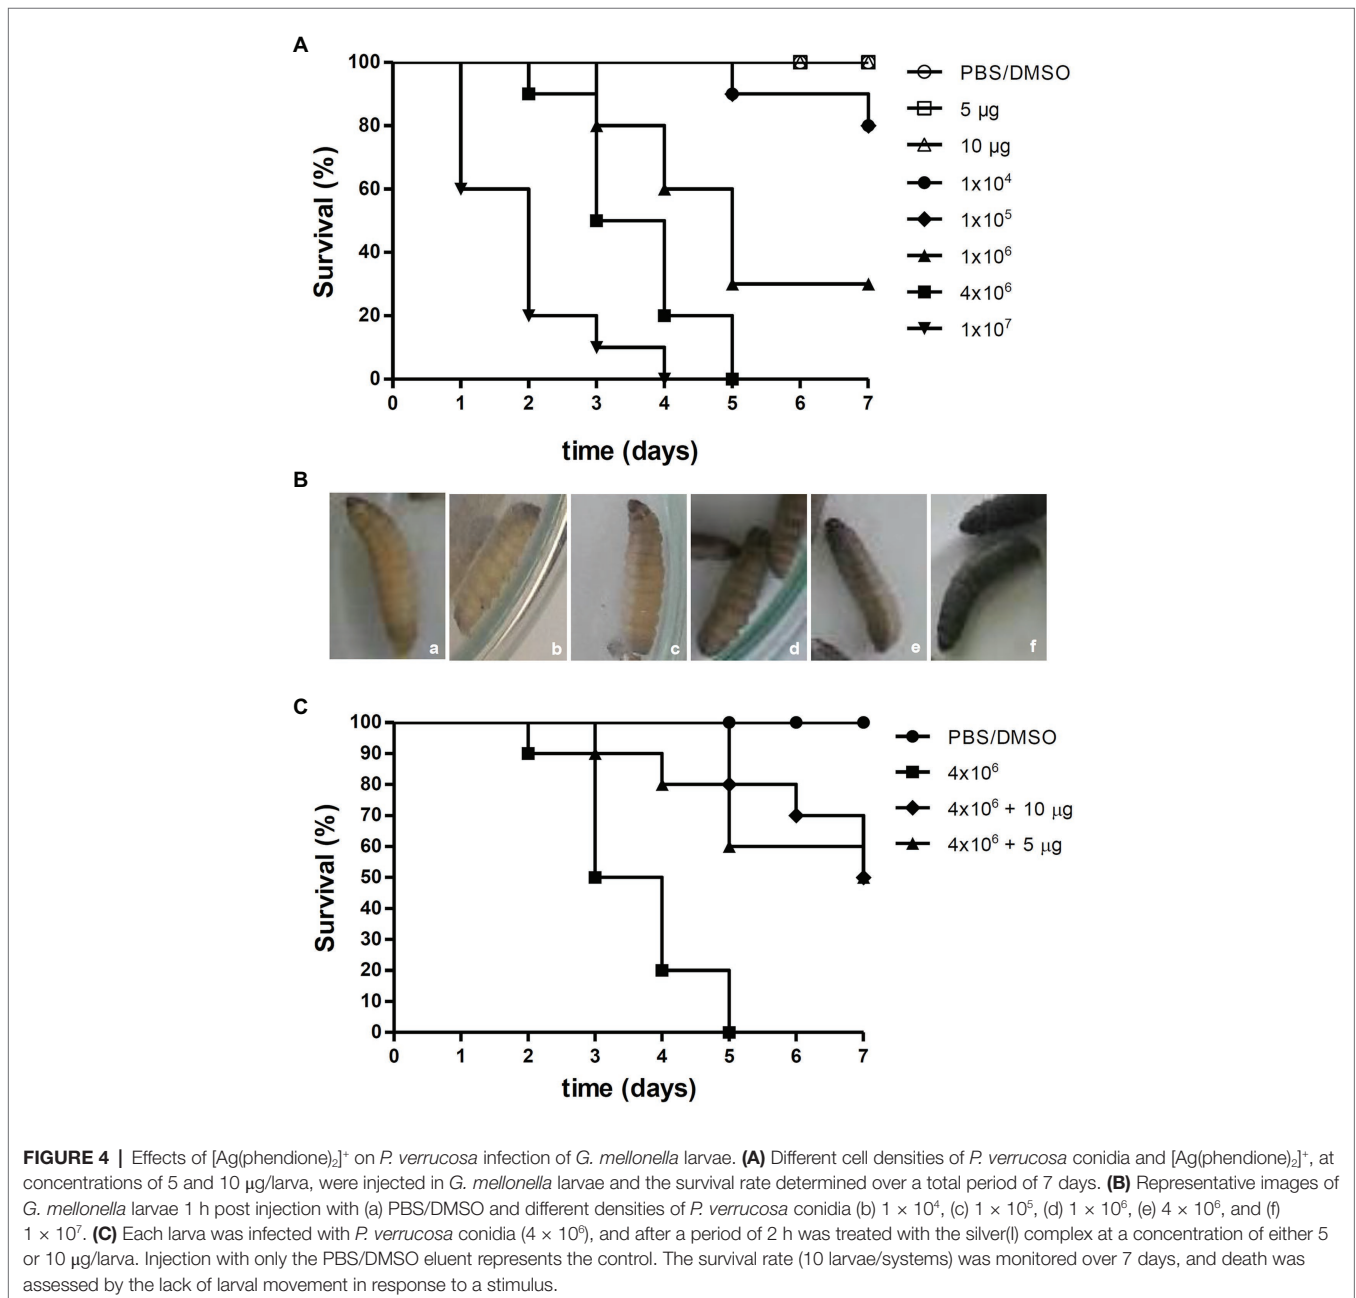 A
100
80
60
40
20
0
Survival (%)
0 1 2 3 4 5 6 7
time (days)
PBS/DMSO
5 µg
10 µg
1x10⁴
1x10⁵
1x10⁶
4x10⁶
1x10⁷
B
a b c d e f
C
100
90
80
70
60
50
40
30
20
10
0
Survival (%)
0 1 2 3 4 5 6 7
time (days)
PBS/DMSO
4x10⁶
4x10⁶ + 10 µg
4x10⁶ + 5 µg
FIGURE 4 | Effects of [Ag(phendione)₂]⁺ on P. verrucosa infection of G. mellonella larvae. (A) Different cell densities of P. verrucosa conidia and [Ag(phendione)₂]⁺, at
concentrations of 5 and 10 µg/larva, were injected in G. mellonella larvae and the survival rate determined over a total period of 7 days. (B) Representative images of
G. mellonella larvae 1 h post injection with (a) PBS/DMSO and different densities of P. verrucosa conidia (b) 1 × 10⁴, (c) 1 × 10⁵, (d) 1 × 10⁶, (e) 4 × 10⁶, and (f)
1 × 10⁷. (C) Each larva was infected with P. verrucosa conidia (4 × 10⁶), and after a period of 2 h was treated with the silver(I) complex at a concentration of either 5
or 10 µg/larva. Injection with only the PBS/DMSO eluent represents the control. The survival rate (10 larvae/systems) was monitored over 7 days, and death was
assessed by the lack of larval movement in response to a stimulus.